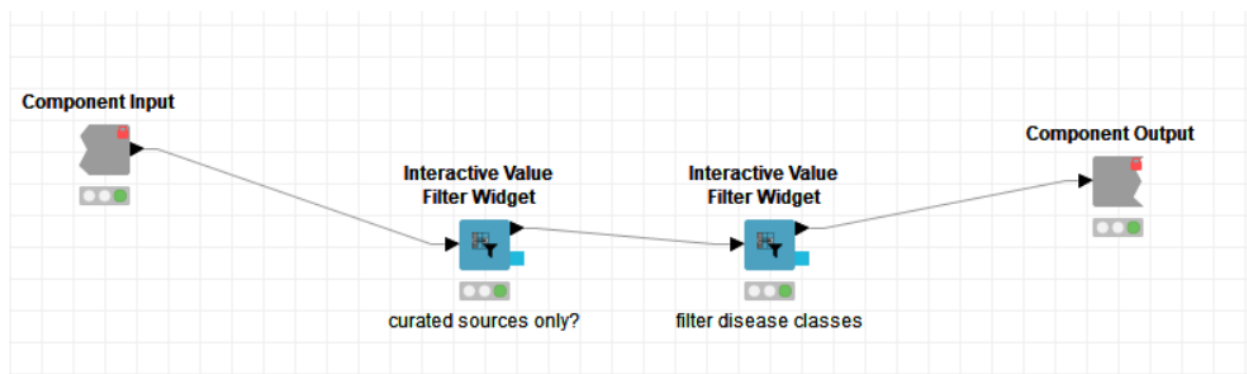 Component Input
Interactive Value
Filter Widget
curated sources only?
Interactive Value
Filter Widget
filter disease classes
Component Output